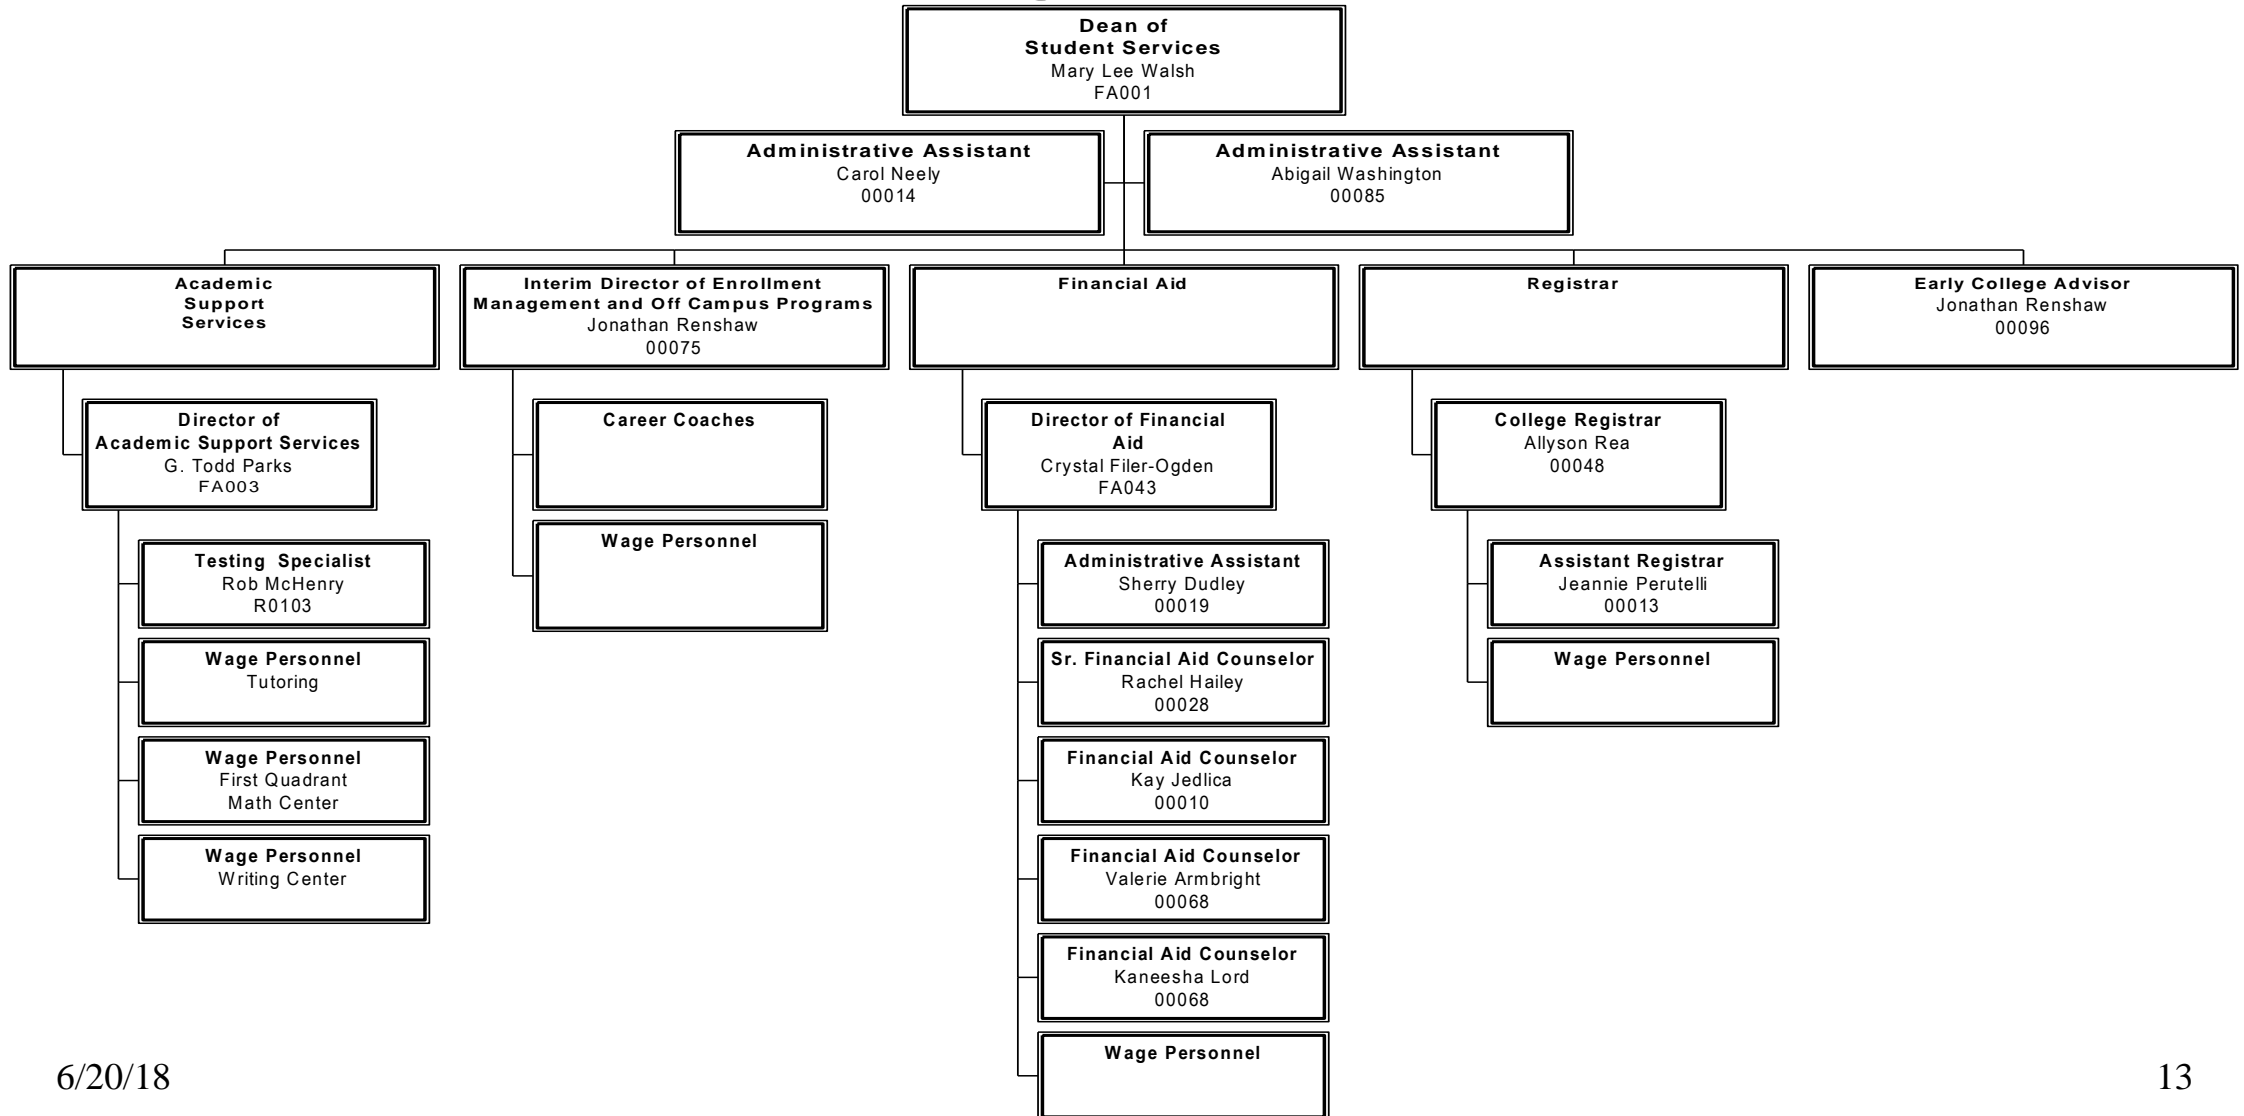 Dean of
Student Services
Mary Lee Walsh
FA001
Administrative Assistant
Carol Neely
00014
Administrative Assistant
Abigail Washington
00085
Academic
Support
Services
Interim Director of Enrollment
Management and Off Campus Programs
Jonathan Renshaw
00075
Financial Aid
Registrar
Early College Advisor
Jonathan Renshaw
00096
Director of
Academic Support Services
G. Todd Parks
FA003
Testing Specialist
Rob McHenry
R0103
Wage Personnel
Tutoring
Wage Personnel
First Quadrant
Math Center
Wage Personnel
Writing Center
Career Coaches
Wage Personnel
Director of Financial
Aid
Crystal Filer-Ogden
FA043
Administrative Assistant
Sherry Dudley
00019
Sr. Financial Aid Counselor
Rachel Hailey
00028
Financial Aid Counselor
Kay Jedlica
00010
Financial Aid Counselor
Valerie Armbright
00068
Financial Aid Counselor
Kaneesha Lord
00068
Wage Personnel
College Registrar
Allyson Rea
00048
Assistant Registrar
Jeannie Perutelli
00013
Wage Personnel
6/20/18
13